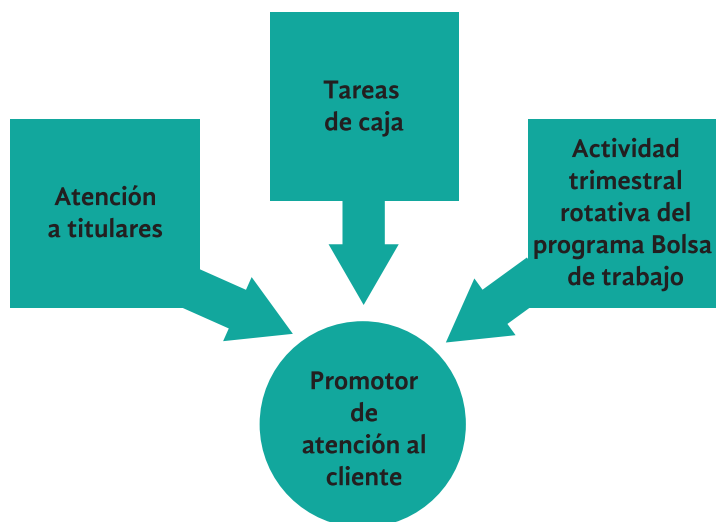 Tareas
de caja
Atención
a titulares
Actividad
trimestral
rotativa del
programa Bolsa
de trabajo
Promotor
de
atención al
cliente